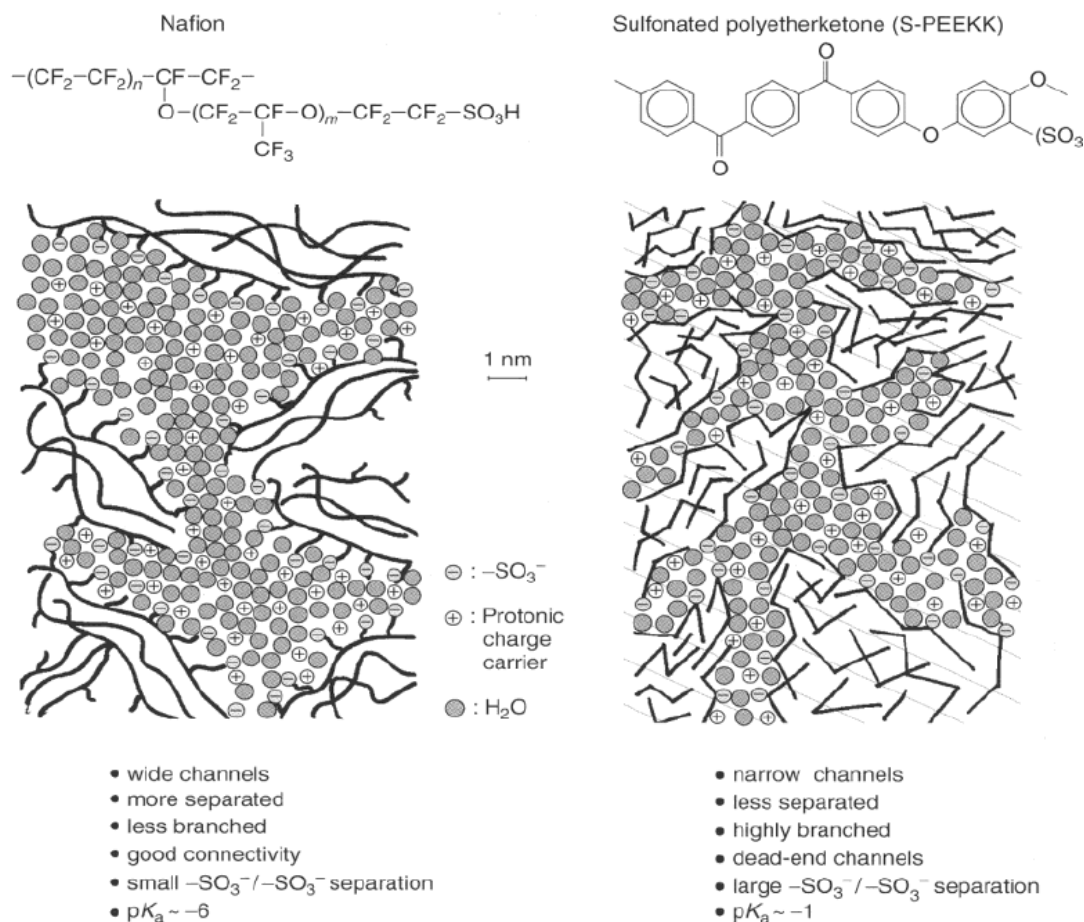 Nafion
–(CF₂–CF₂)ₙ–CF–CF₂–
O–(CF₂–CF–O)ₘ–CF₂–CF₂–SO₃H
CF₃
Sulfonated polyetherketone (S-PEEKK)
O
O
O
O
(SO₃
1 nm
⊖ : –SO₃⁻
⊕ : Protonic
charge
carrier
: H₂O
• wide channels
• more separated
• less branched
• good connectivity
• small –SO₃⁻/–SO₃⁻ separation
• pKₐ ~ –6
• narrow channels
• less separated
• highly branched
• dead-end channels
• large –SO₃⁻/–SO₃⁻ separation
• pKₐ ~ –1